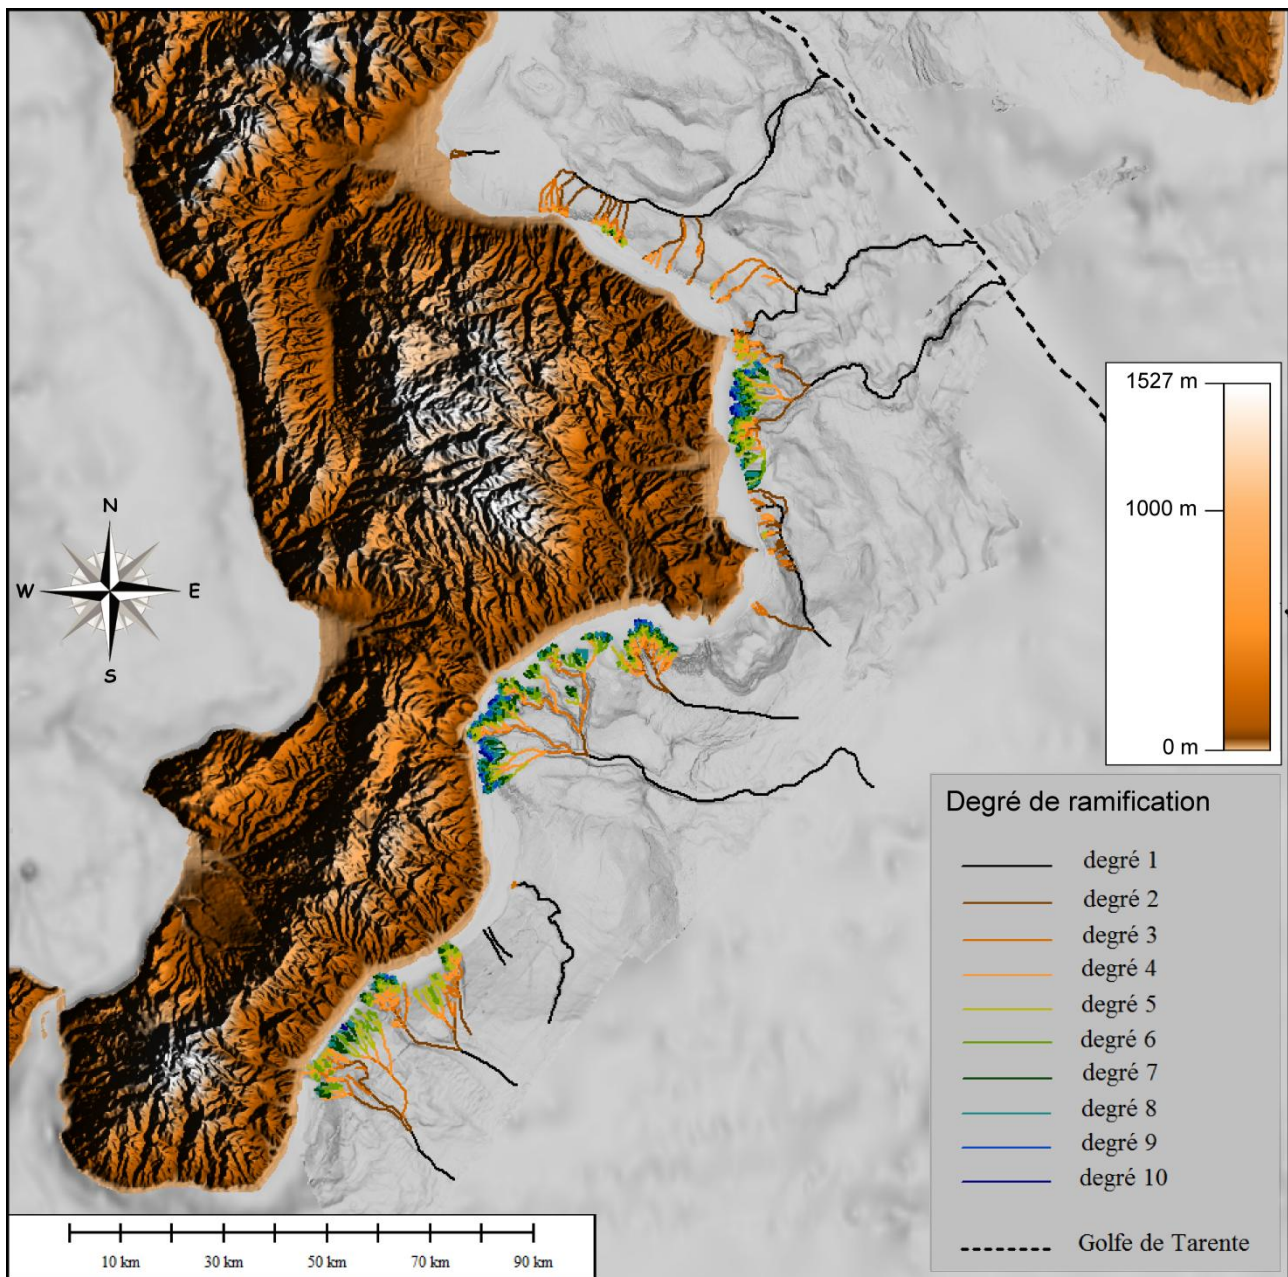 1527 m
1000 m
0 m
N
W
E
S
Degré de ramification
degré 1
degré 2
degré 3
degré 4
degré 5
degré 6
degré 7
degré 8
degré 9
degré 10
Golfe de Tarente
10 km 30 km 50 km 70 km 90 km